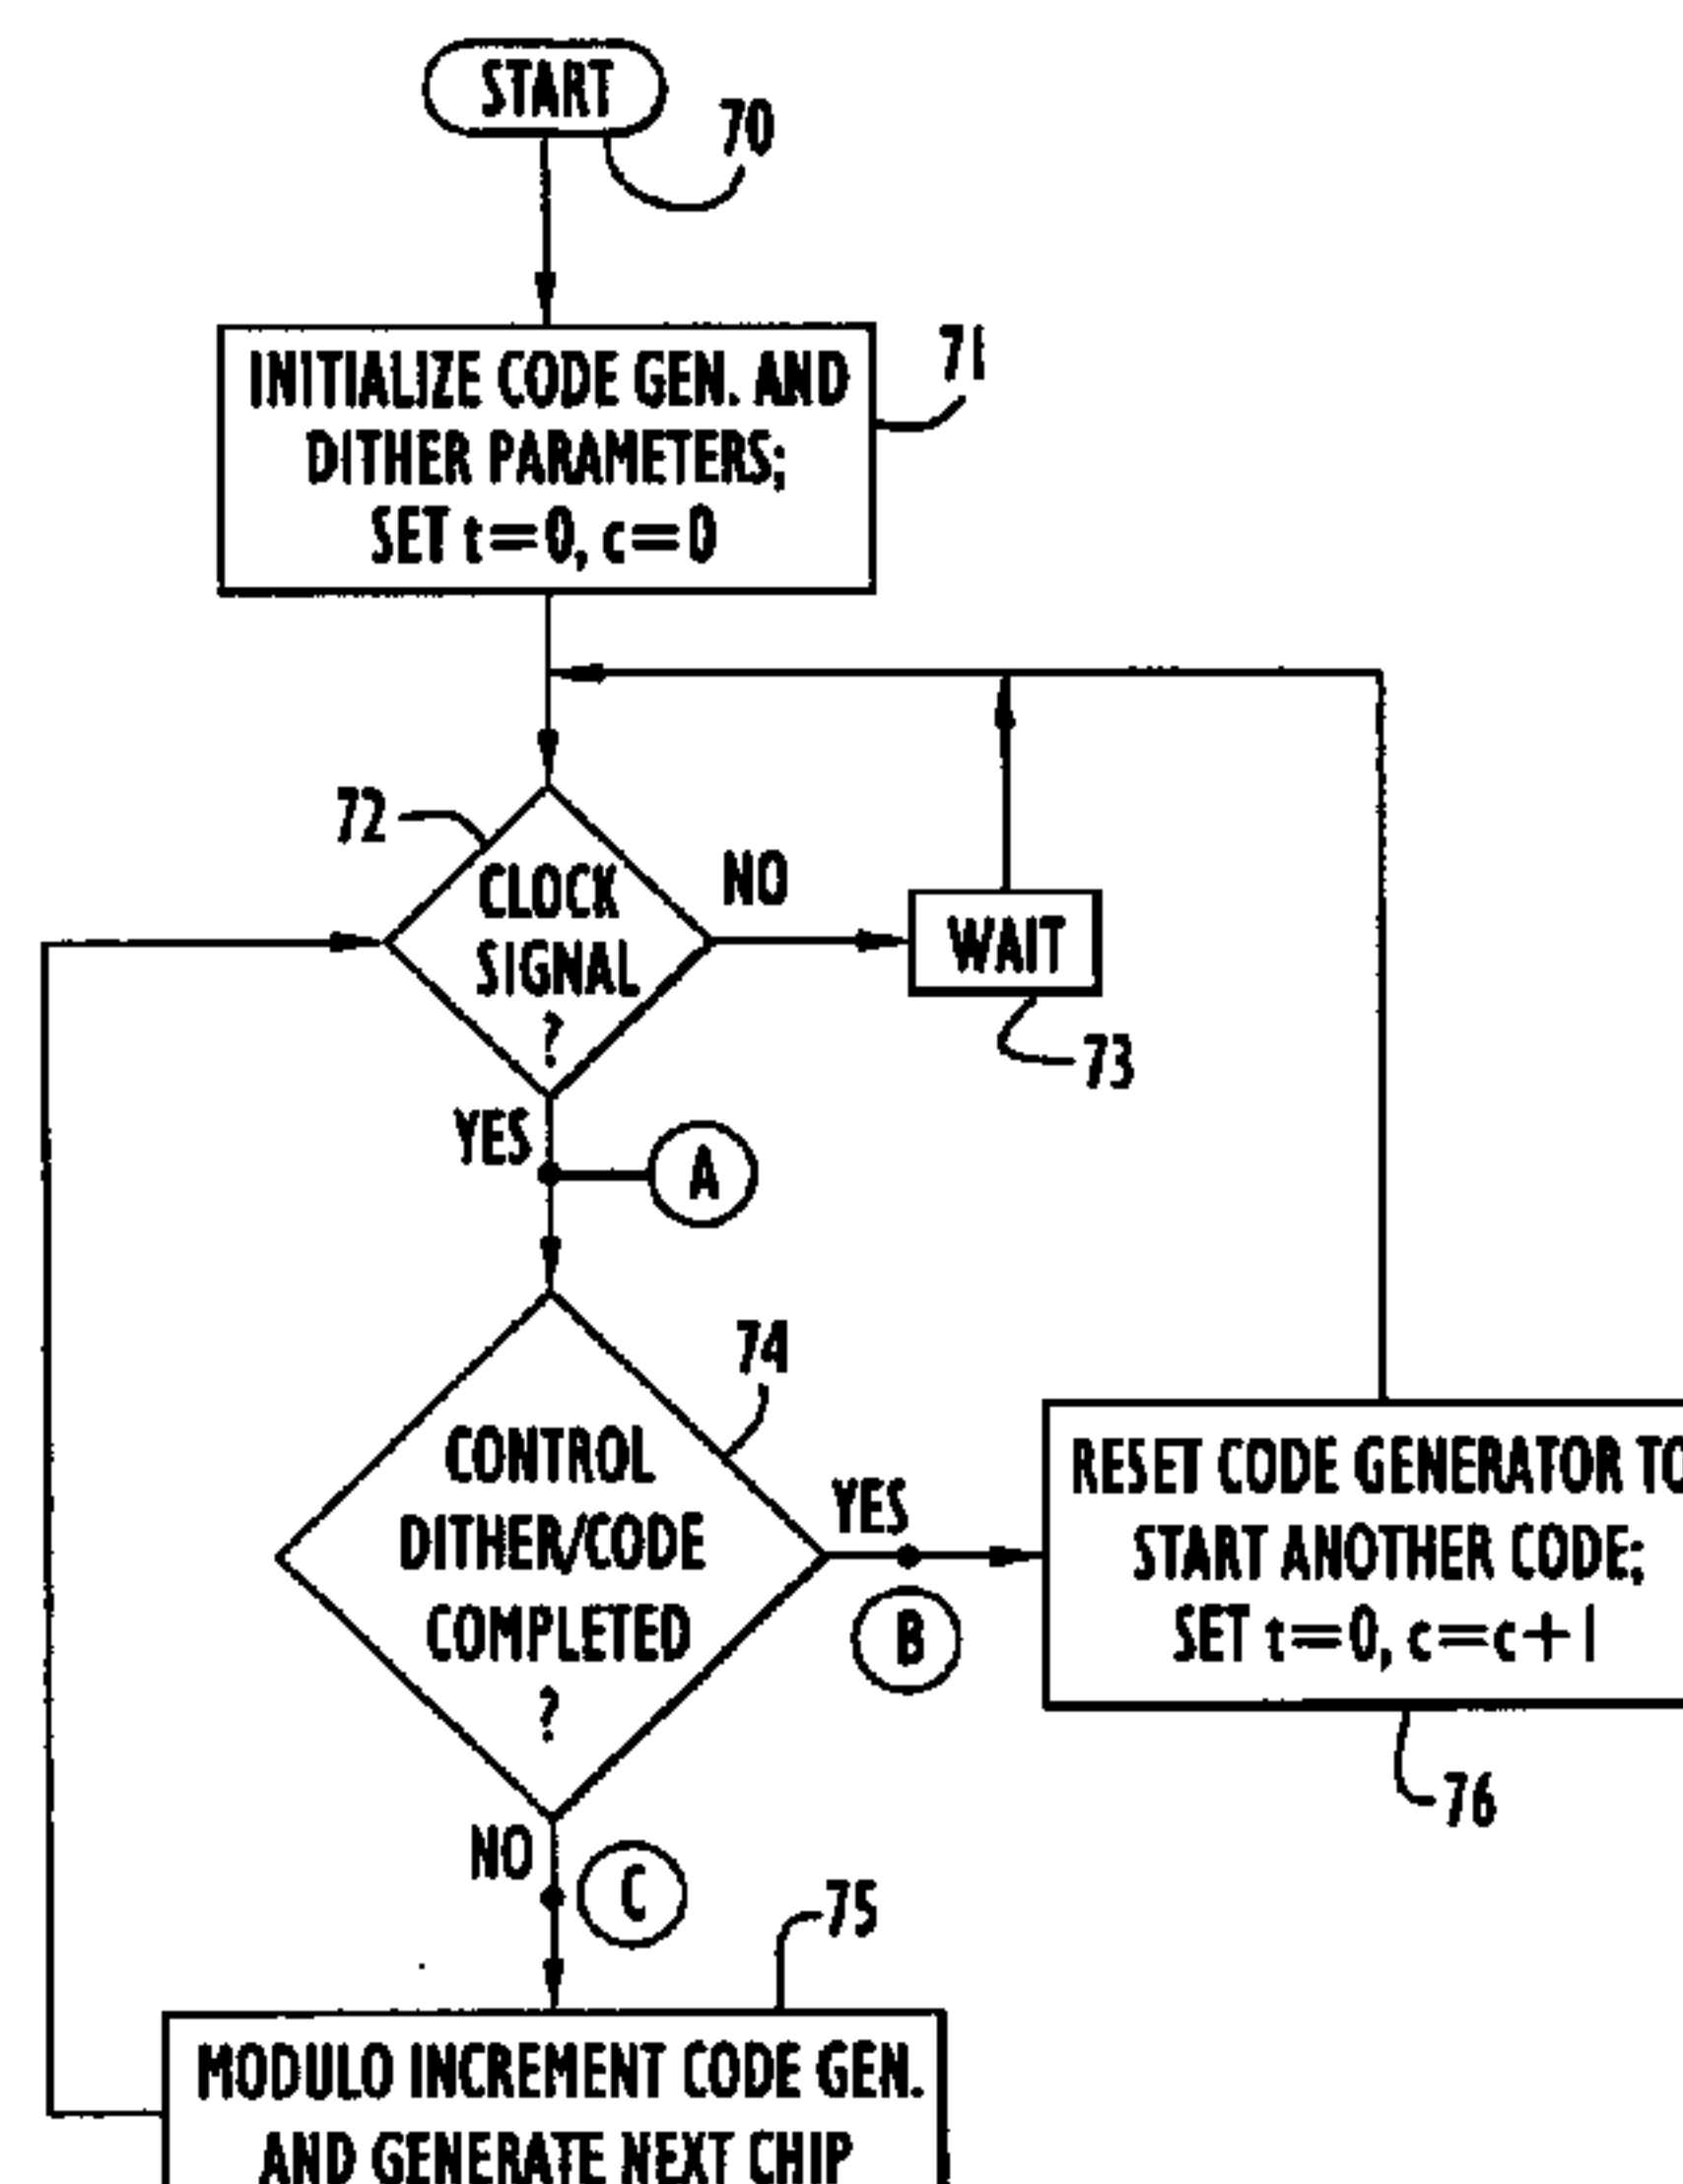 START
70
INITIALIZE CODE GEN. AND
DITHER PARAMETERS;
SET t=0, c=0
71
72
CLOCK
SIGNAL
?
NO
WAIT
73
YES
A
74
CONTROL
DITHER/CODE
COMPLETED
?
YES
B
RESET CODE GENERATOR TO
START ANOTHER CODE;
SET t=0, c=c+1
76
NO
C
75
MODULO INCREMENT CODE GEN.
AND GENERATE NEXT CHIP